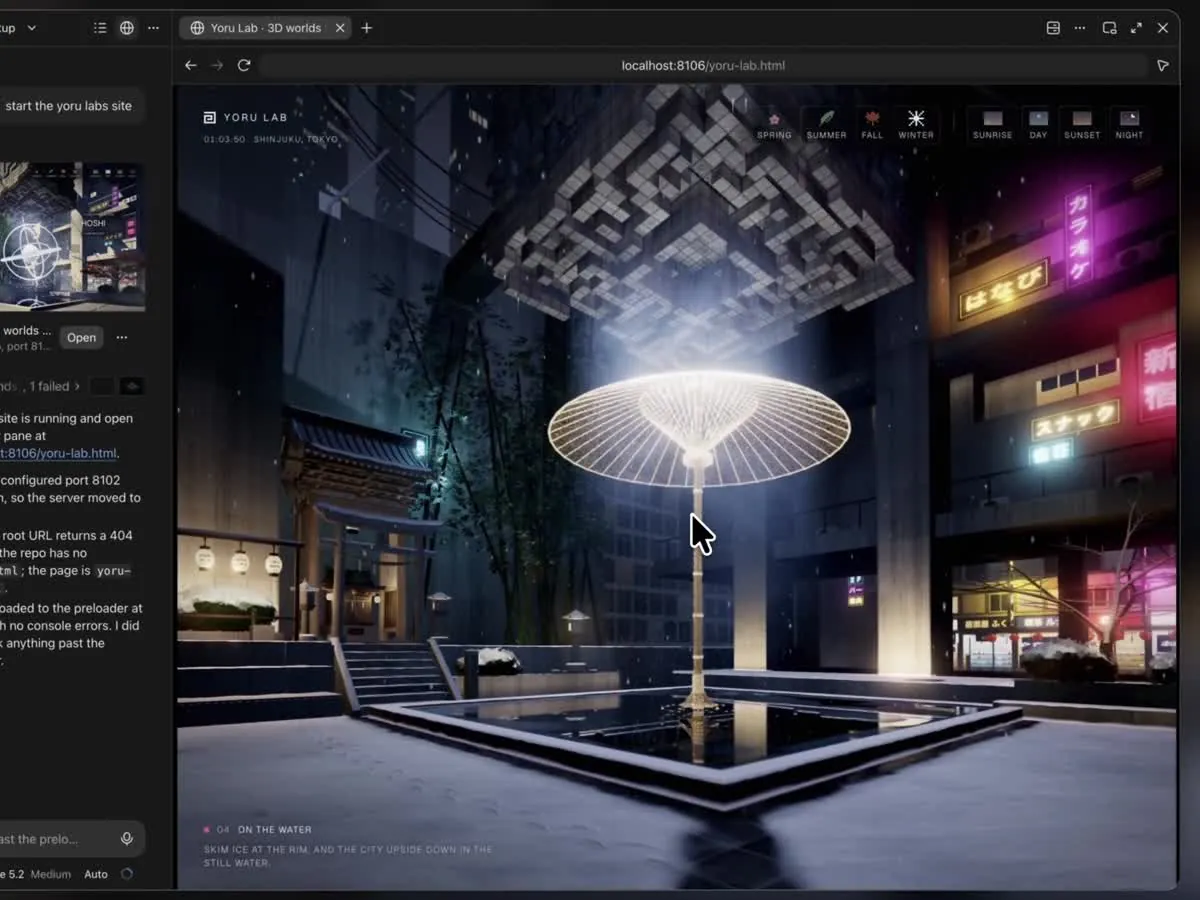 up
Yoru Lab · 3D worlds
localhost:8106/yoru-lab.html
start the yoru labs site
HOSHI
worlds ...
, port 81...
Open
, 1 failed
site is running and open
pane at
t:8106/yoru-lab.html.
configured port 8102
, so the server moved to
root URL returns a 404
the repo has no
; the page is yoru-
oaded to the preloader at
h no console errors. I did
k anything past the
ast the prelo...
e 5.2 Medium Auto
YORU LAB
01:03:50 SHINJUKU, TOKYO
SPRING SUMMER FALL WINTER
SUNRISE DAY SUNSET NIGHT
カラオケ
はなび
新宿
スナック
バー
04 ON THE WATER
SKIM ICE AT THE RIM, AND THE CITY UPSIDE DOWN IN THE
STILL WATER.